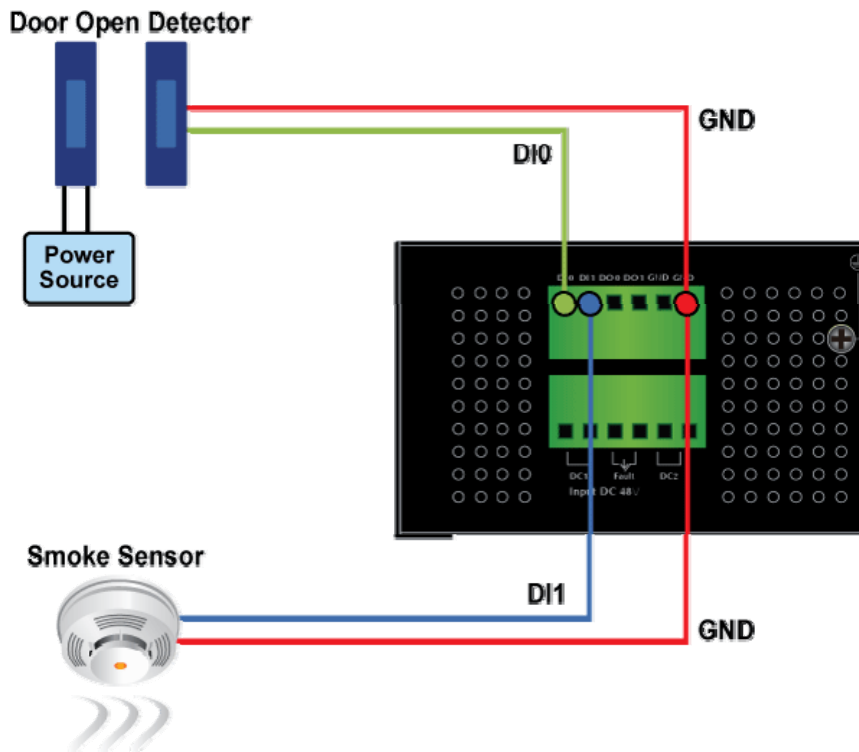 Door Open Detector
GND
DI0
Power
Source
DI0 DI1 DO0 DO1 GND GND
DC1 Fault DC2
Input DC 48V
Smoke Sensor
DI1
GND